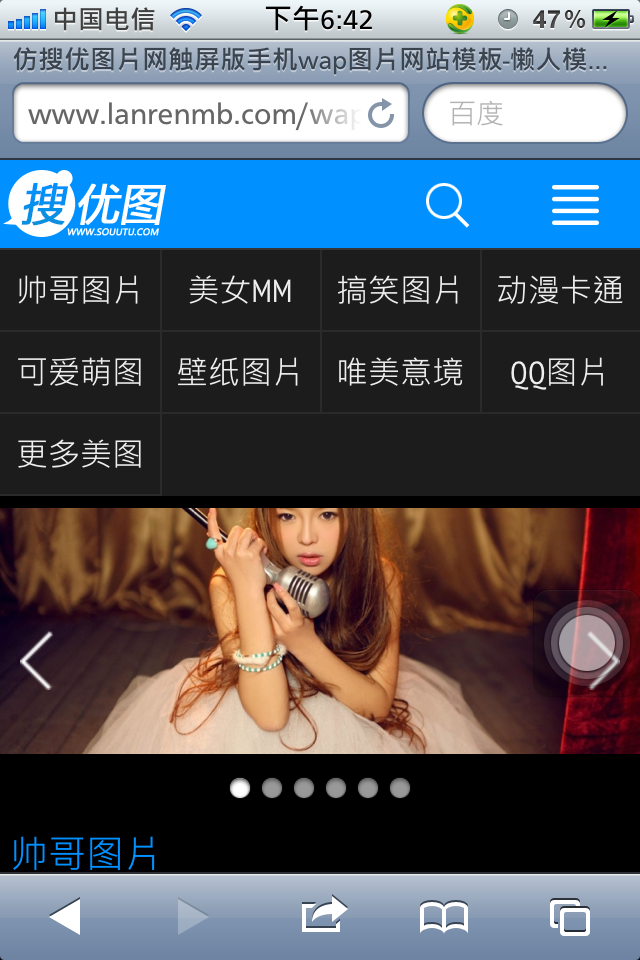 中国电信 下午6:42 47%
仿搜优图片网触屏版手机wap图片网站模板-懒人模...
www.lanrenmb.com/wap 百度
搜优图
WWW.SOUUTU.COM
帅哥图片 美女MM 搞笑图片 动漫卡通
可爱萌图 壁纸图片 唯美意境 QQ图片
更多美图
帅哥图片